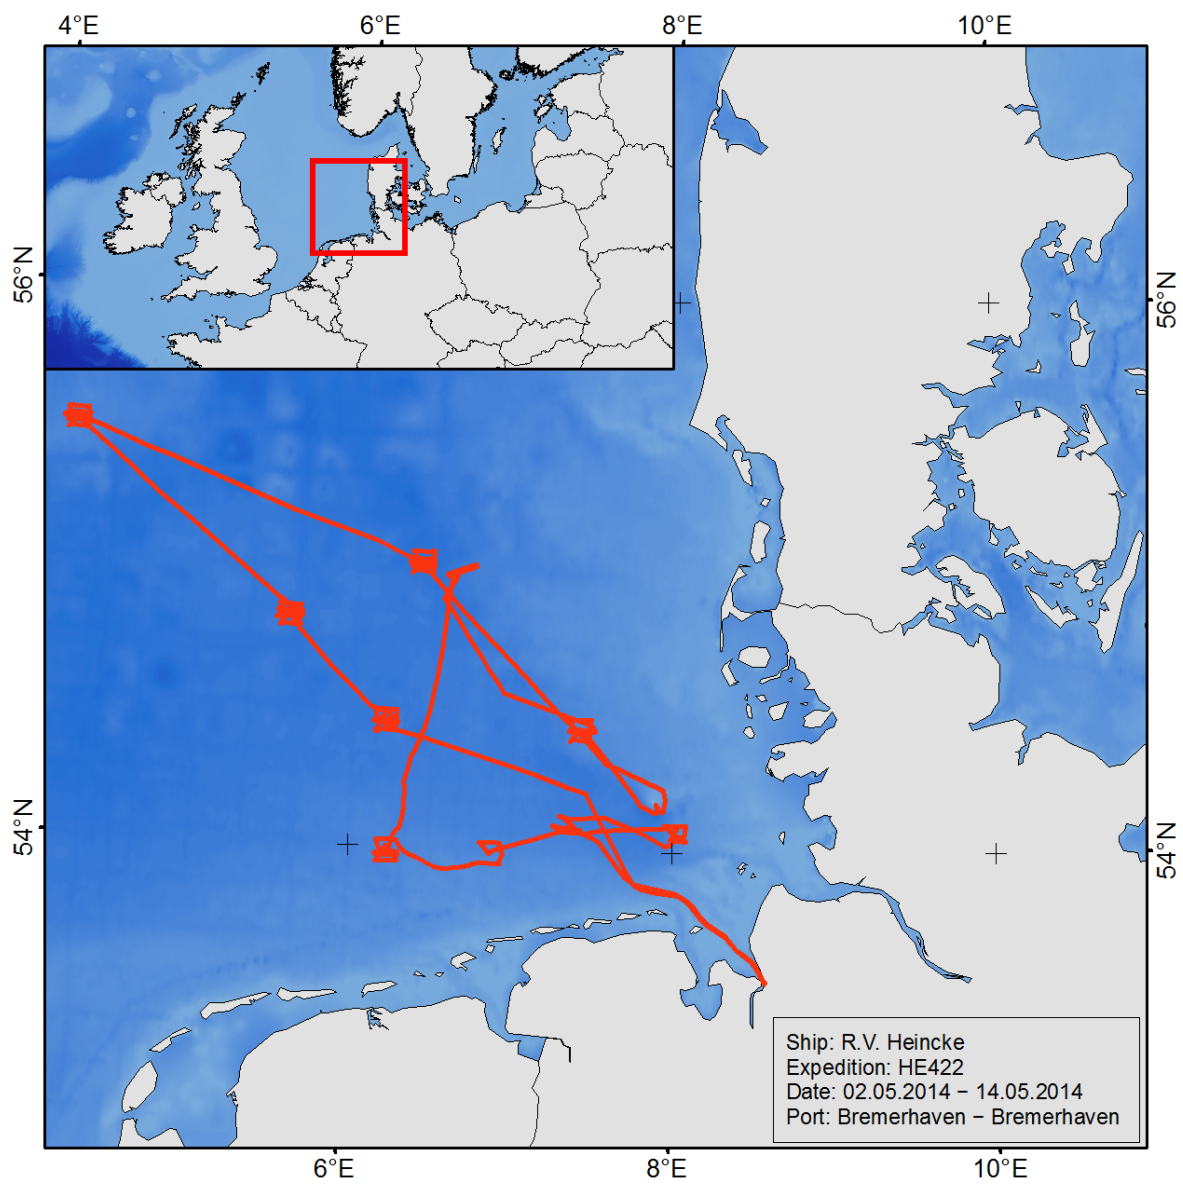 4°E 6°E 8°E 10°E
56°N
56°N
54°N
54°N
Ship: R.V. Heincke
Expedition: HE422
Date: 02.05.2014 − 14.05.2014
Port: Bremerhaven − Bremerhaven
6°E 8°E 10°E